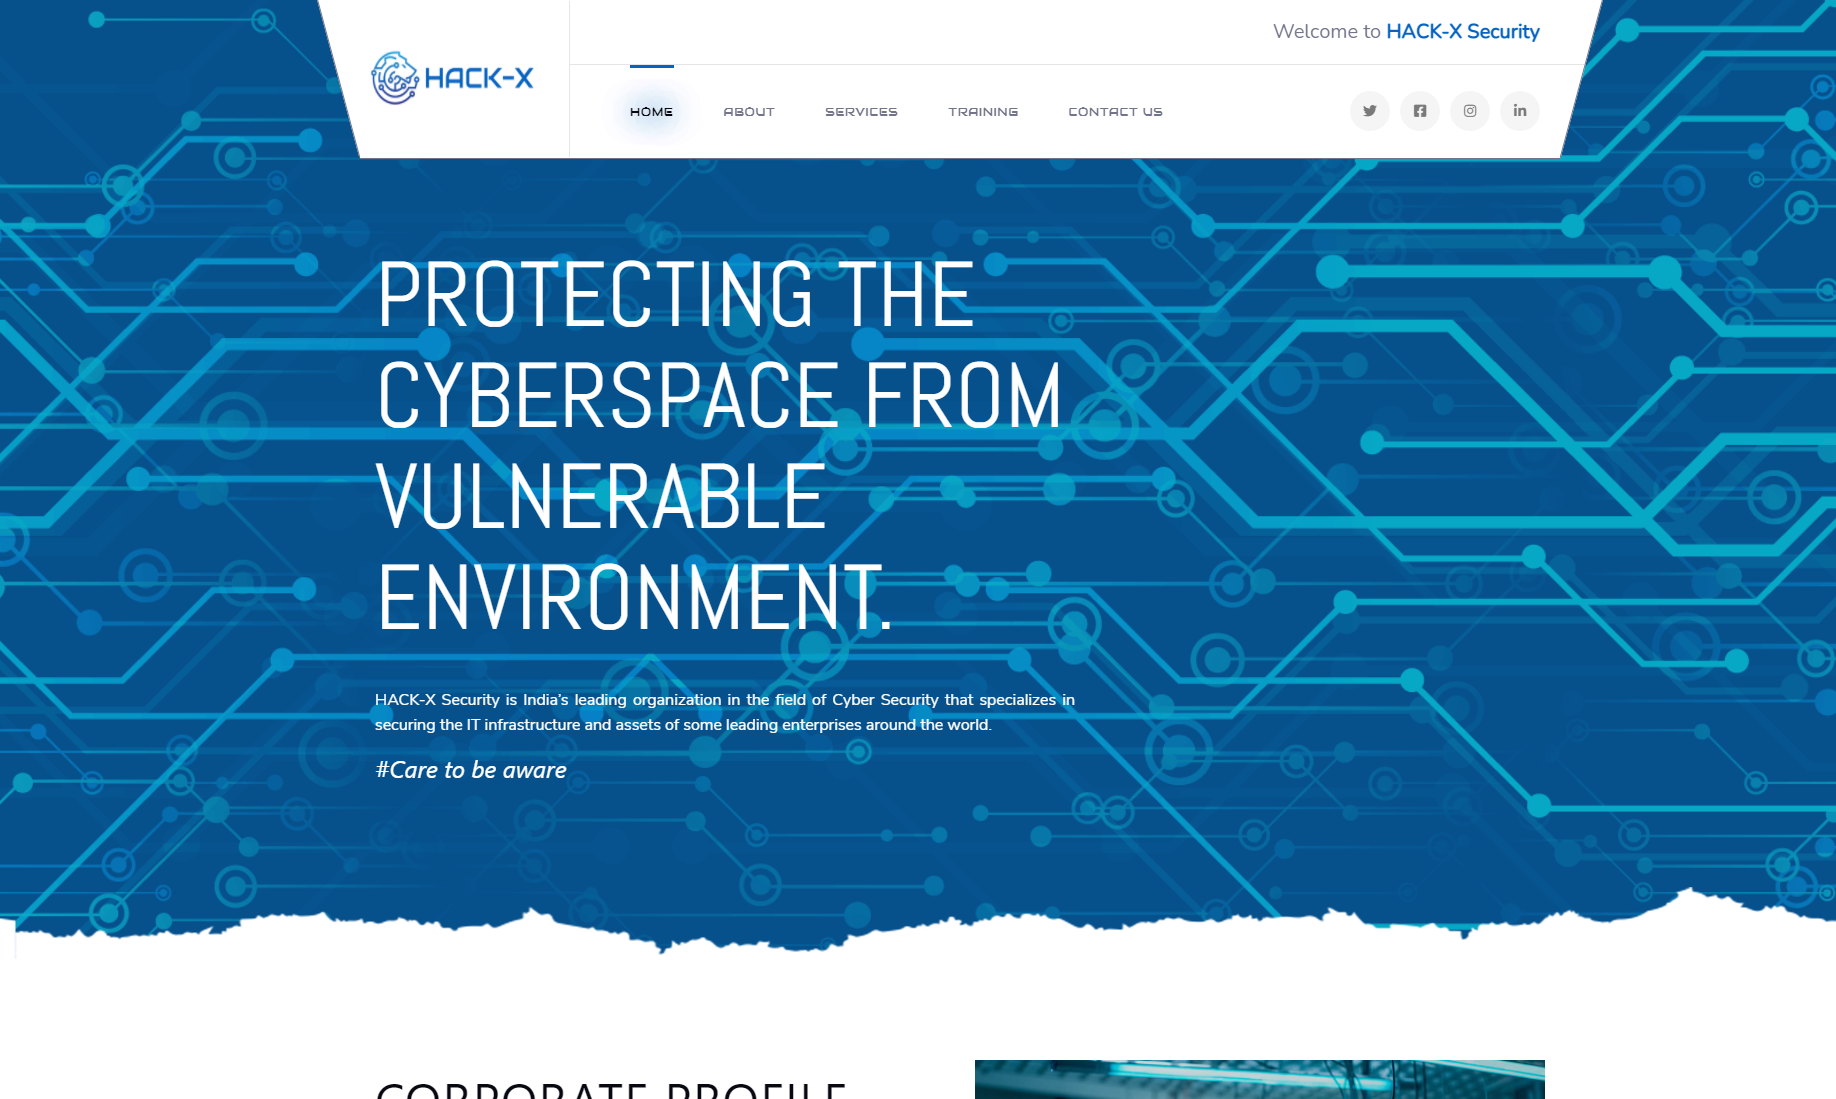 Welcome to HACK-X Security
HACK-X
HOME ABOUT SERVICES TRAINING CONTACT US
PROTECTING THE
CYBERSPACE FROM
VULNERABLE
ENVIRONMENT.
HACK-X Security is India's leading organization in the field of Cyber Security that specializes in
securing the IT infrastructure and assets of some leading enterprises around the world.
#Care to be aware
CORPORATE PROFILE